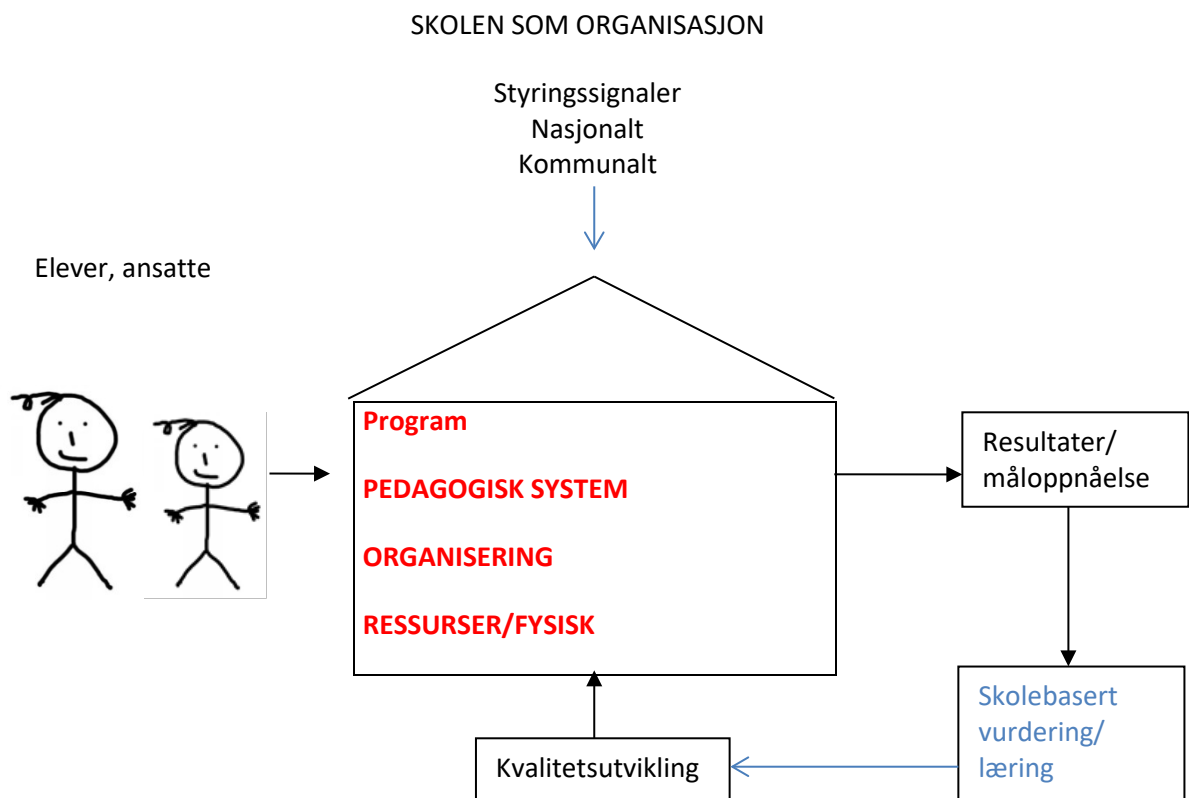 SKOLEN SOM ORGANISASJON
Styringssignaler
Nasjonalt
Kommunalt
Elever, ansatte
Program
PEDAGOGISK SYSTEM
ORGANISERING
RESSURSER/FYSISK
Resultater/
måloppnåelse
Skolebasert
vurdering/
læring
Kvalitetsutvikling